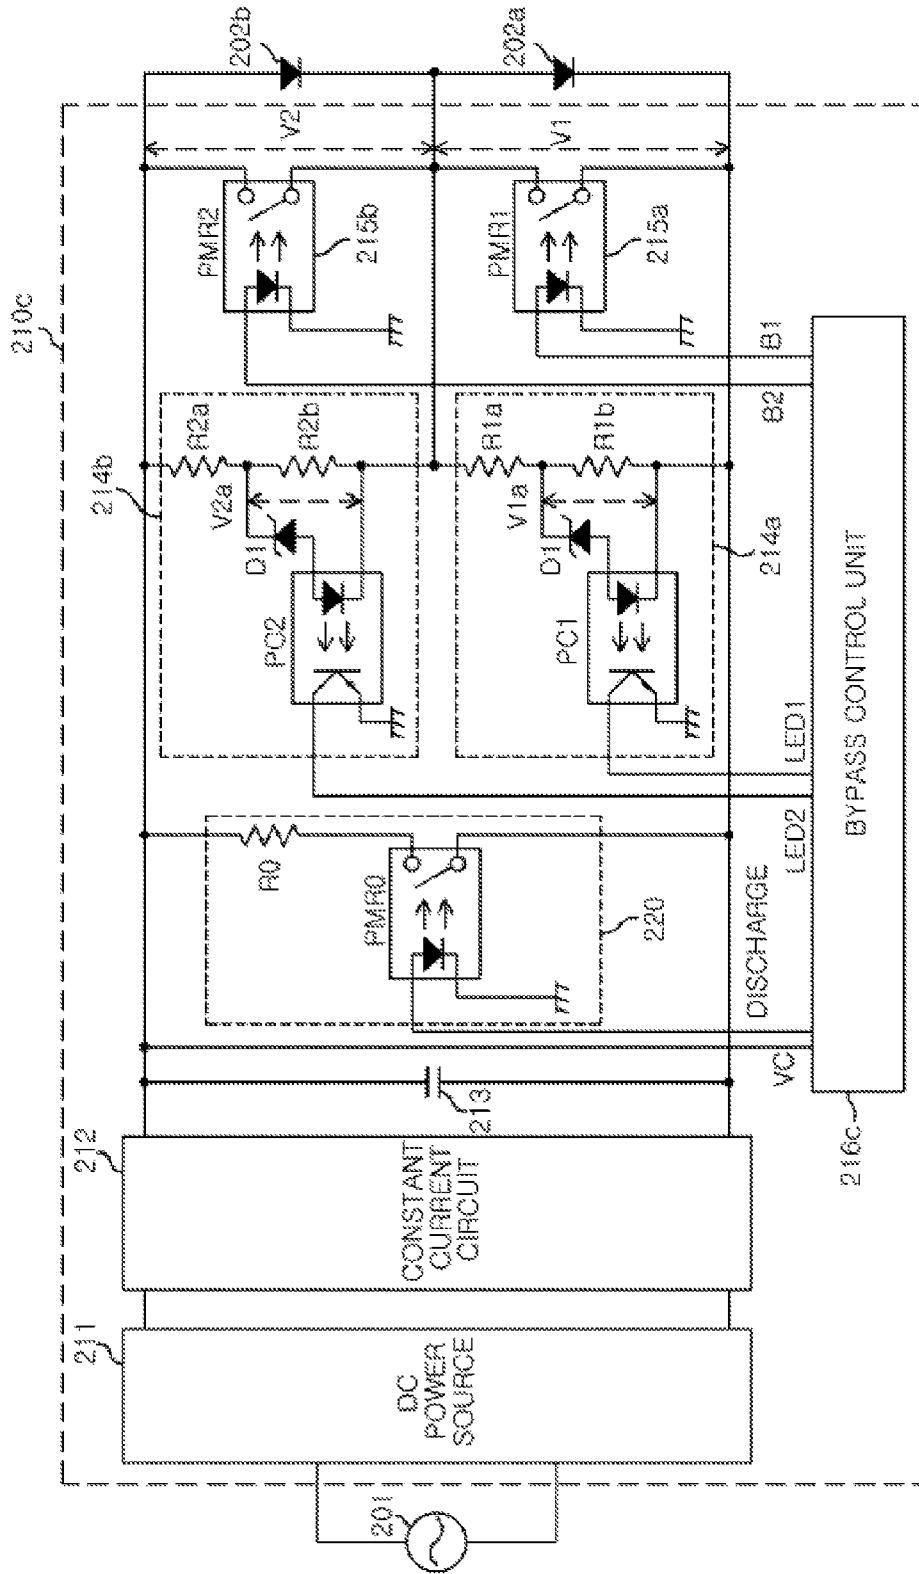 210c
201
211
DC
POWER
SOURCE
212
CONSTANT
CURRENT
CIRCUIT
213
VC
DISCHARGE
R0
PMR0
220
214b
R2a
R2b
V2a
D1
PC2
R1a
R1b
V1a
D1
PC1
214a
LED2
LED1
B2
B1
PMR2
215b
PMR1
215a
V2
V1
202b
202a
BYPASS CONTROL UNIT
216c